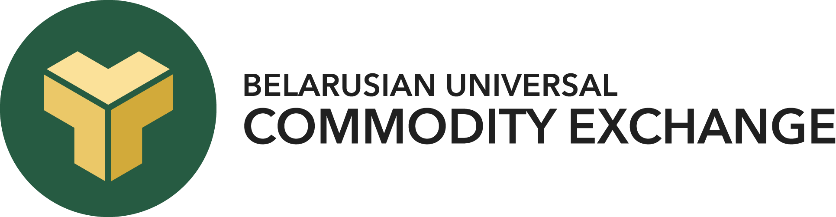 BELARUSIAN UNIVERSAL
COMMODITY EXCHANGE